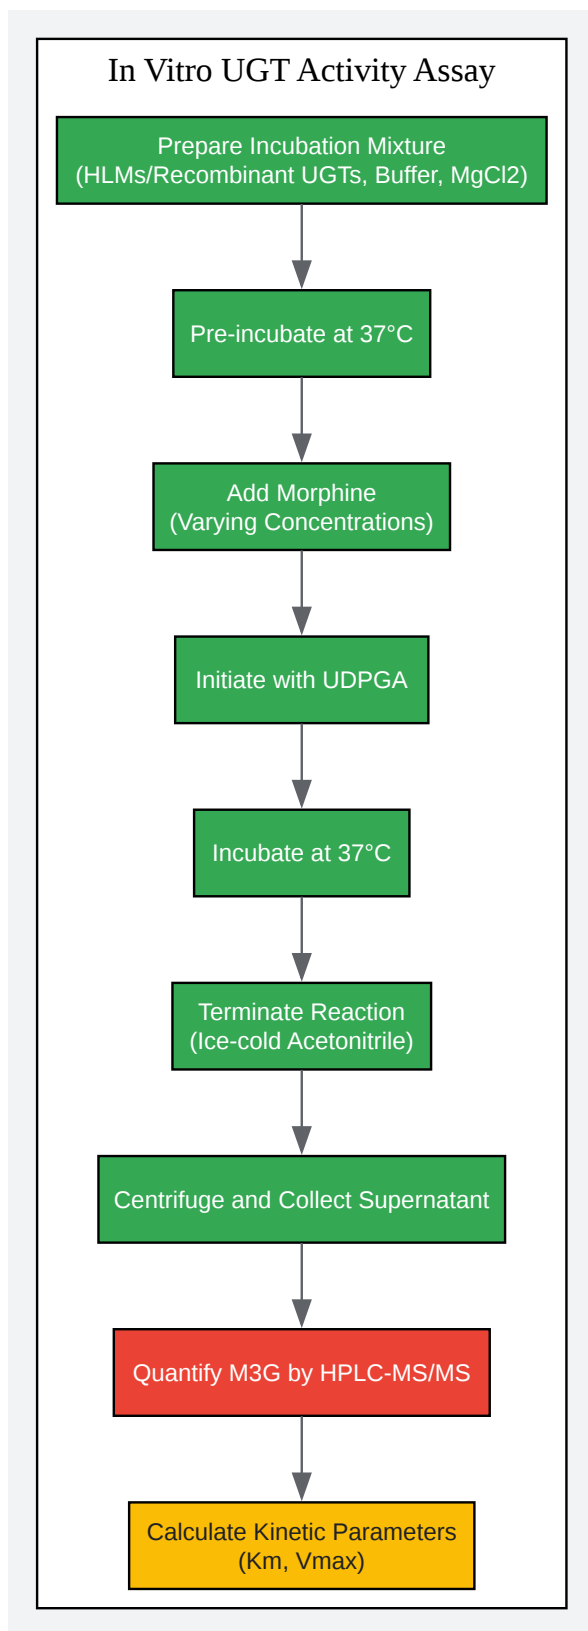 In Vitro UGT Activity Assay
Prepare Incubation Mixture
(HLMs/Recombinant UGTs, Buffer, MgCl2)
Pre-incubate at 37°C
Add Morphine
(Varying Concentrations)
Initiate with UDPGA
Incubate at 37°C
Terminate Reaction
(Ice-cold Acetonitrile)
Centrifuge and Collect Supernatant
Quantify M3G by HPLC-MS/MS
Calculate Kinetic Parameters
(Km, Vmax)